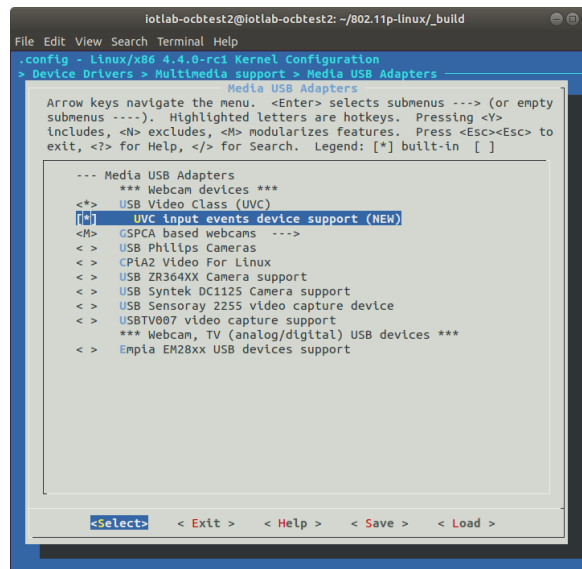 iotlab-ocbtest2@iotlab-ocbtest2: ~/802.11p-linux/_build
File Edit View Search Terminal Help
.config - Linux/x86 4.4.0-rc1 Kernel Configuration
> Device Drivers > Multimedia support > Media USB Adapters
Media USB Adapters
Arrow keys navigate the menu.  <Enter> selects submenus ---> (or empty
submenus ----).  Highlighted letters are hotkeys.  Pressing <Y>
includes, <N> excludes, <M> modularizes features.  Press <Esc><Esc> to
exit, <?> for Help, </> for Search.  Legend: [*] built-in  [ ]
--- Media USB Adapters
*** Webcam devices ***
<*>   USB Video Class (UVC)
[*]     UVC input events device support (NEW)
<M>   GSPCA based webcams  --->
< >   USB Philips Cameras
< >   CPiA2 Video For Linux
< >   USB ZR364XX Camera support
< >   USB Syntek DC1125 Camera support
< >   USB Sensoray 2255 video capture device
< >   USBTV007 video capture support
*** Webcam, TV (analog/digital) USB devices ***
< >   Empia EM28xx USB devices support
<Select>    < Exit >    < Help >    < Save >    < Load >